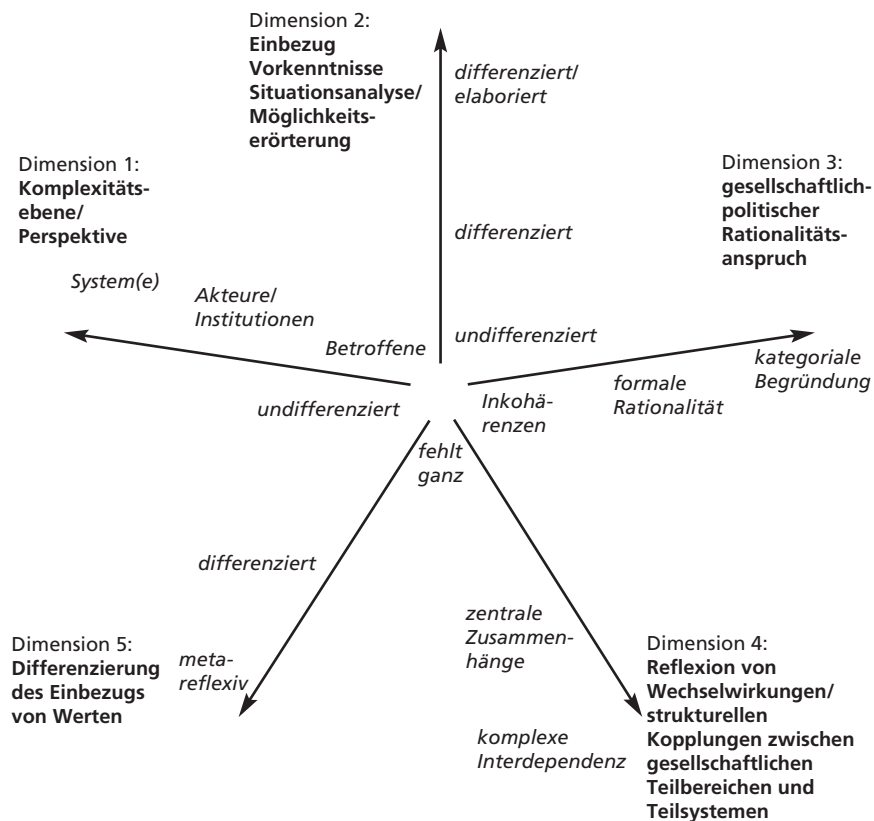 Dimension 2:
Einbezug
Vorkenntnisse
Situationsanalyse/
Möglichkeits-
erörterung
differenziert/
elaboriert
differenziert
undifferenziert
Dimension 1:
Komplexitäts-
ebene/
Perspektive
System(e)
Akteure/
Institutionen
Betroffene
Dimension 3:
gesellschaftlich-
politischer
Rationalitäts-
anspruch
Inkohä-
renzen
formale
Rationalität
kategoriale
Begründung
undifferenziert
differenziert
meta-
reflexiv
Dimension 5:
Differenzierung
des Einbezugs
von Werten
fehlt
ganz
zentrale
Zusammen-
hänge
komplexe
Interdependenz
Dimension 4:
Reflexion von
Wechselwirkungen/
strukturellen
Kopplungen zwischen
gesellschaftlichen
Teilbereichen und
Teilsystemen